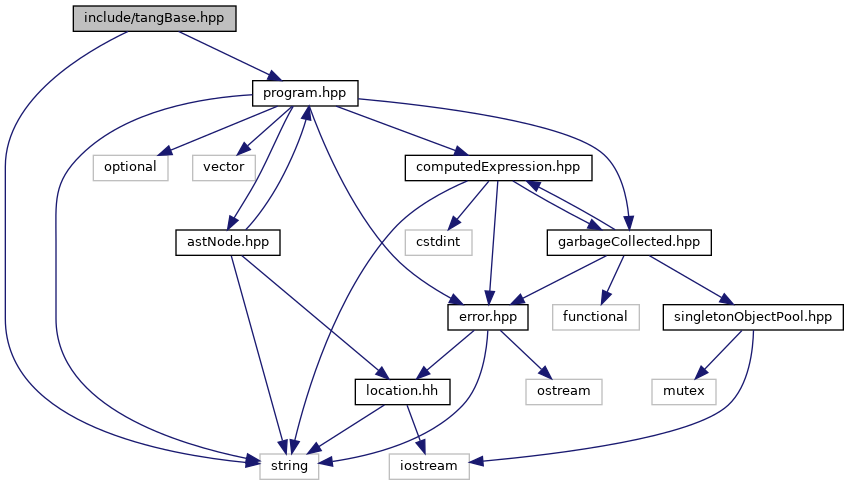 include/tangBase.hpp
program.hpp
optional
vector
computedExpression.hpp
astNode.hpp
cstdint
garbageCollected.hpp
error.hpp
functional
singletonObjectPool.hpp
location.hh
ostream
mutex
string
iostream